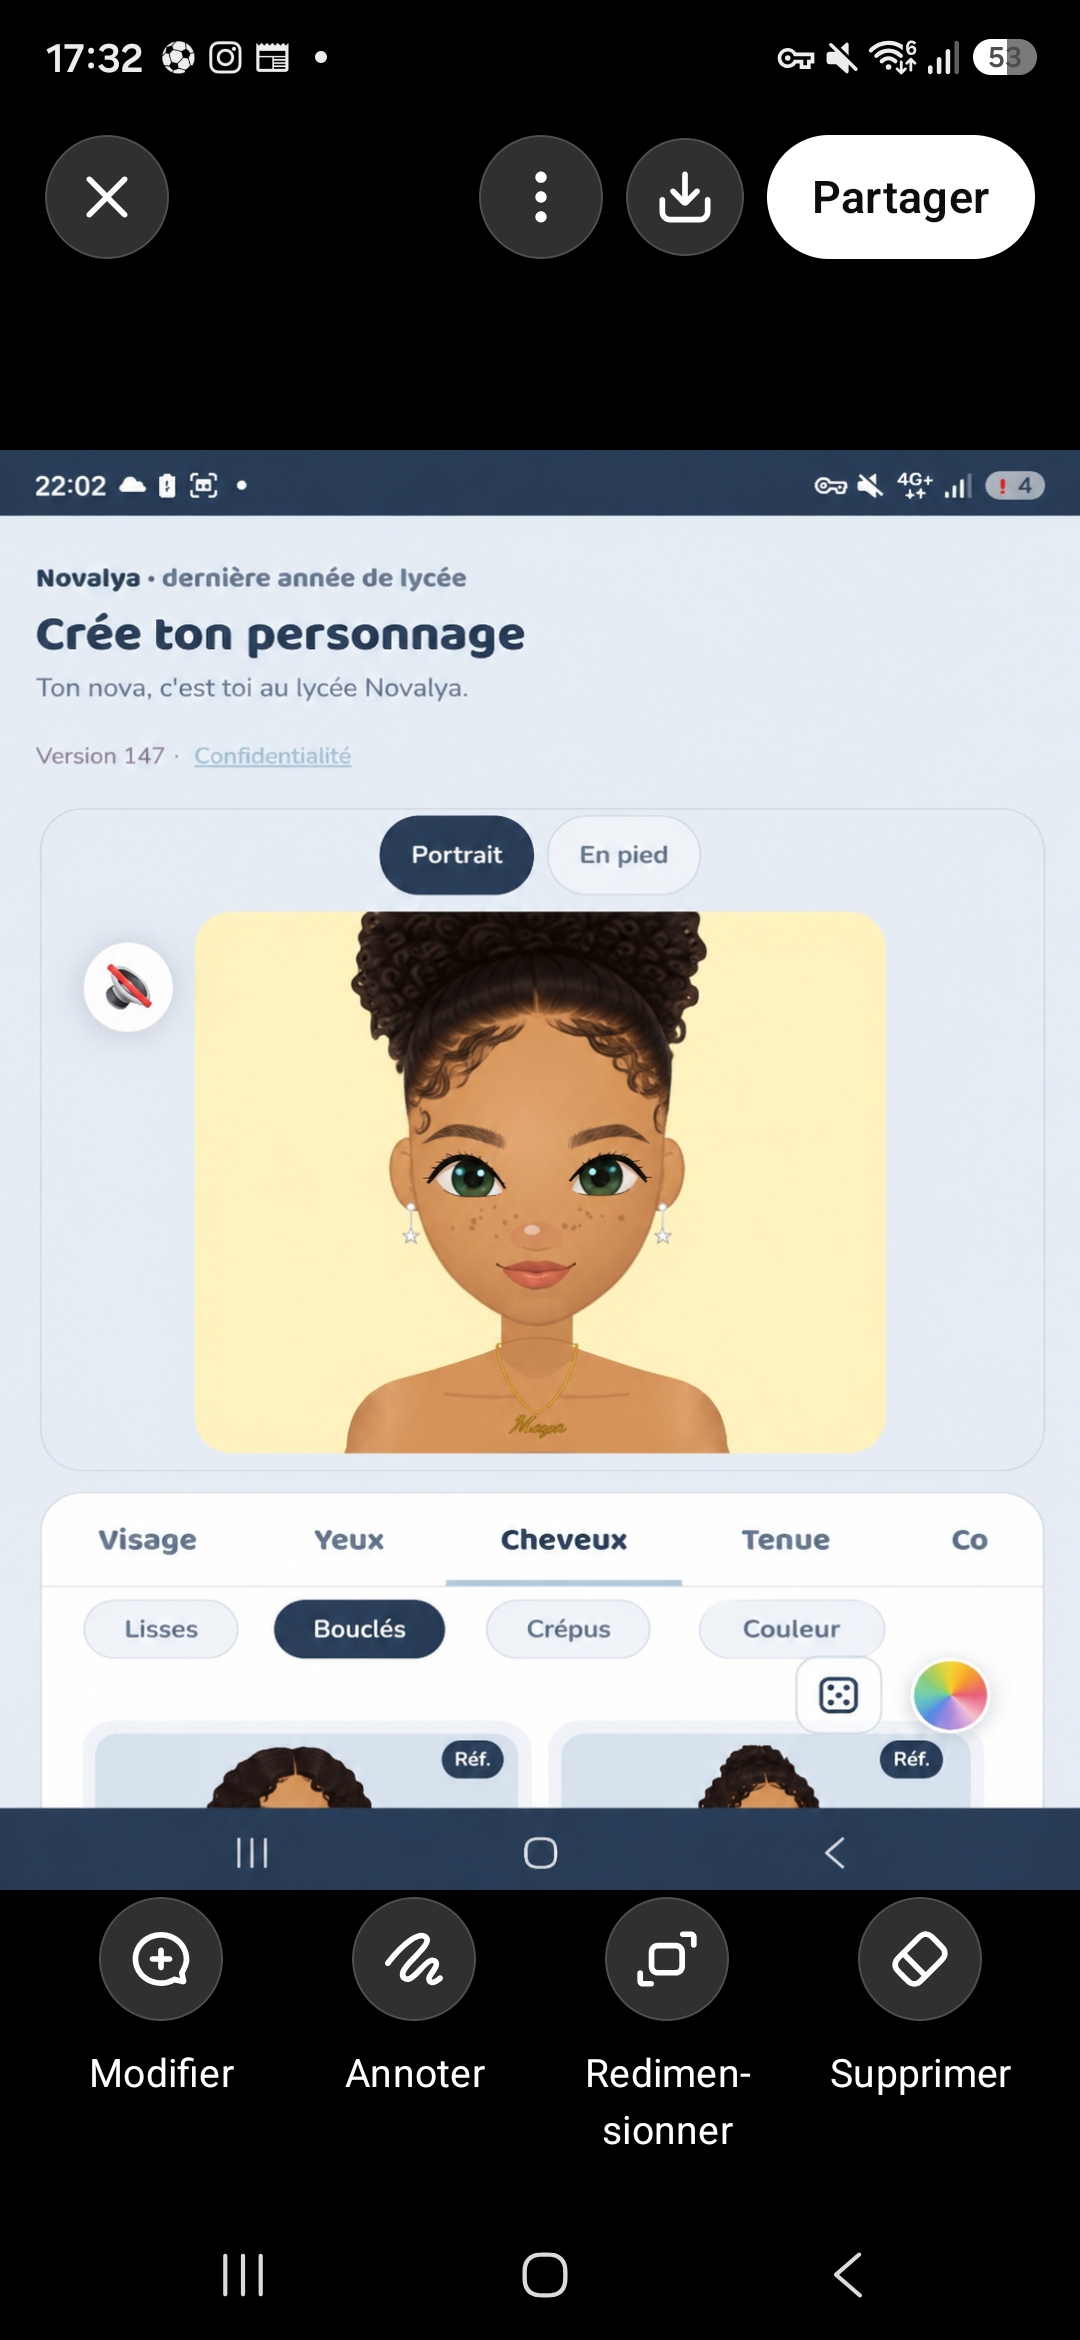 17:32
6
53
Partager
22:02
4G+
! 4
Novalya • dernière année de lycée
Crée ton personnage
Ton nova, c'est toi au lycée Novalya.
Version 147 · Confidentialité
Portrait
En pied
Visage
Yeux
Cheveux
Tenue
Co
Lisses
Bouclés
Crépus
Couleur
Réf.
Réf.
Modifier
Annoter
Redimen-
sionner
Supprimer